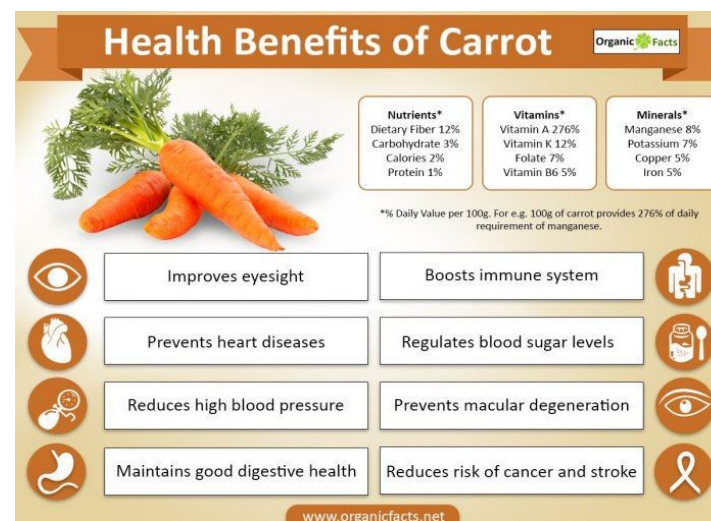 Health Benefits of Carrot
Organic Facts
Nutrients*
Dietary Fiber 12%
Carbohydrate 3%
Calories 2%
Protein 1%
Vitamins*
Vitamin A 276%
Vitamin K 12%
Folate 7%
Vitamin B6 5%
Minerals*
Manganese 8%
Potassium 7%
Copper 5%
Iron 5%
*% Daily Value per 100g. For e.g. 100g of carrot provides 276% of daily
requirement of manganese.
Improves eyesight
Boosts immune system
Prevents heart diseases
Regulates blood sugar levels
Reduces high blood pressure
Prevents macular degeneration
Maintains good digestive health
Reduces risk of cancer and stroke
www.organicfacts.net